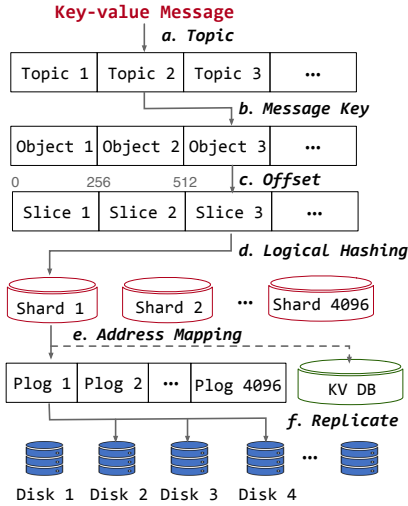 Key-value Message
a. Topic
Topic 1 Topic 2 Topic 3 ...
b. Message Key
Object 1 Object 2 Object 3 ...
0 256 512 c. Offset
Slice 1 Slice 2 Slice 3 ...
d. Logical Hashing
Shard 1 Shard 2 ... Shard 4096
e. Address Mapping
Plog 1 Plog 2 ... Plog 4096 KV DB
f. Replicate
...
Disk 1 Disk 2 Disk 3 Disk 4